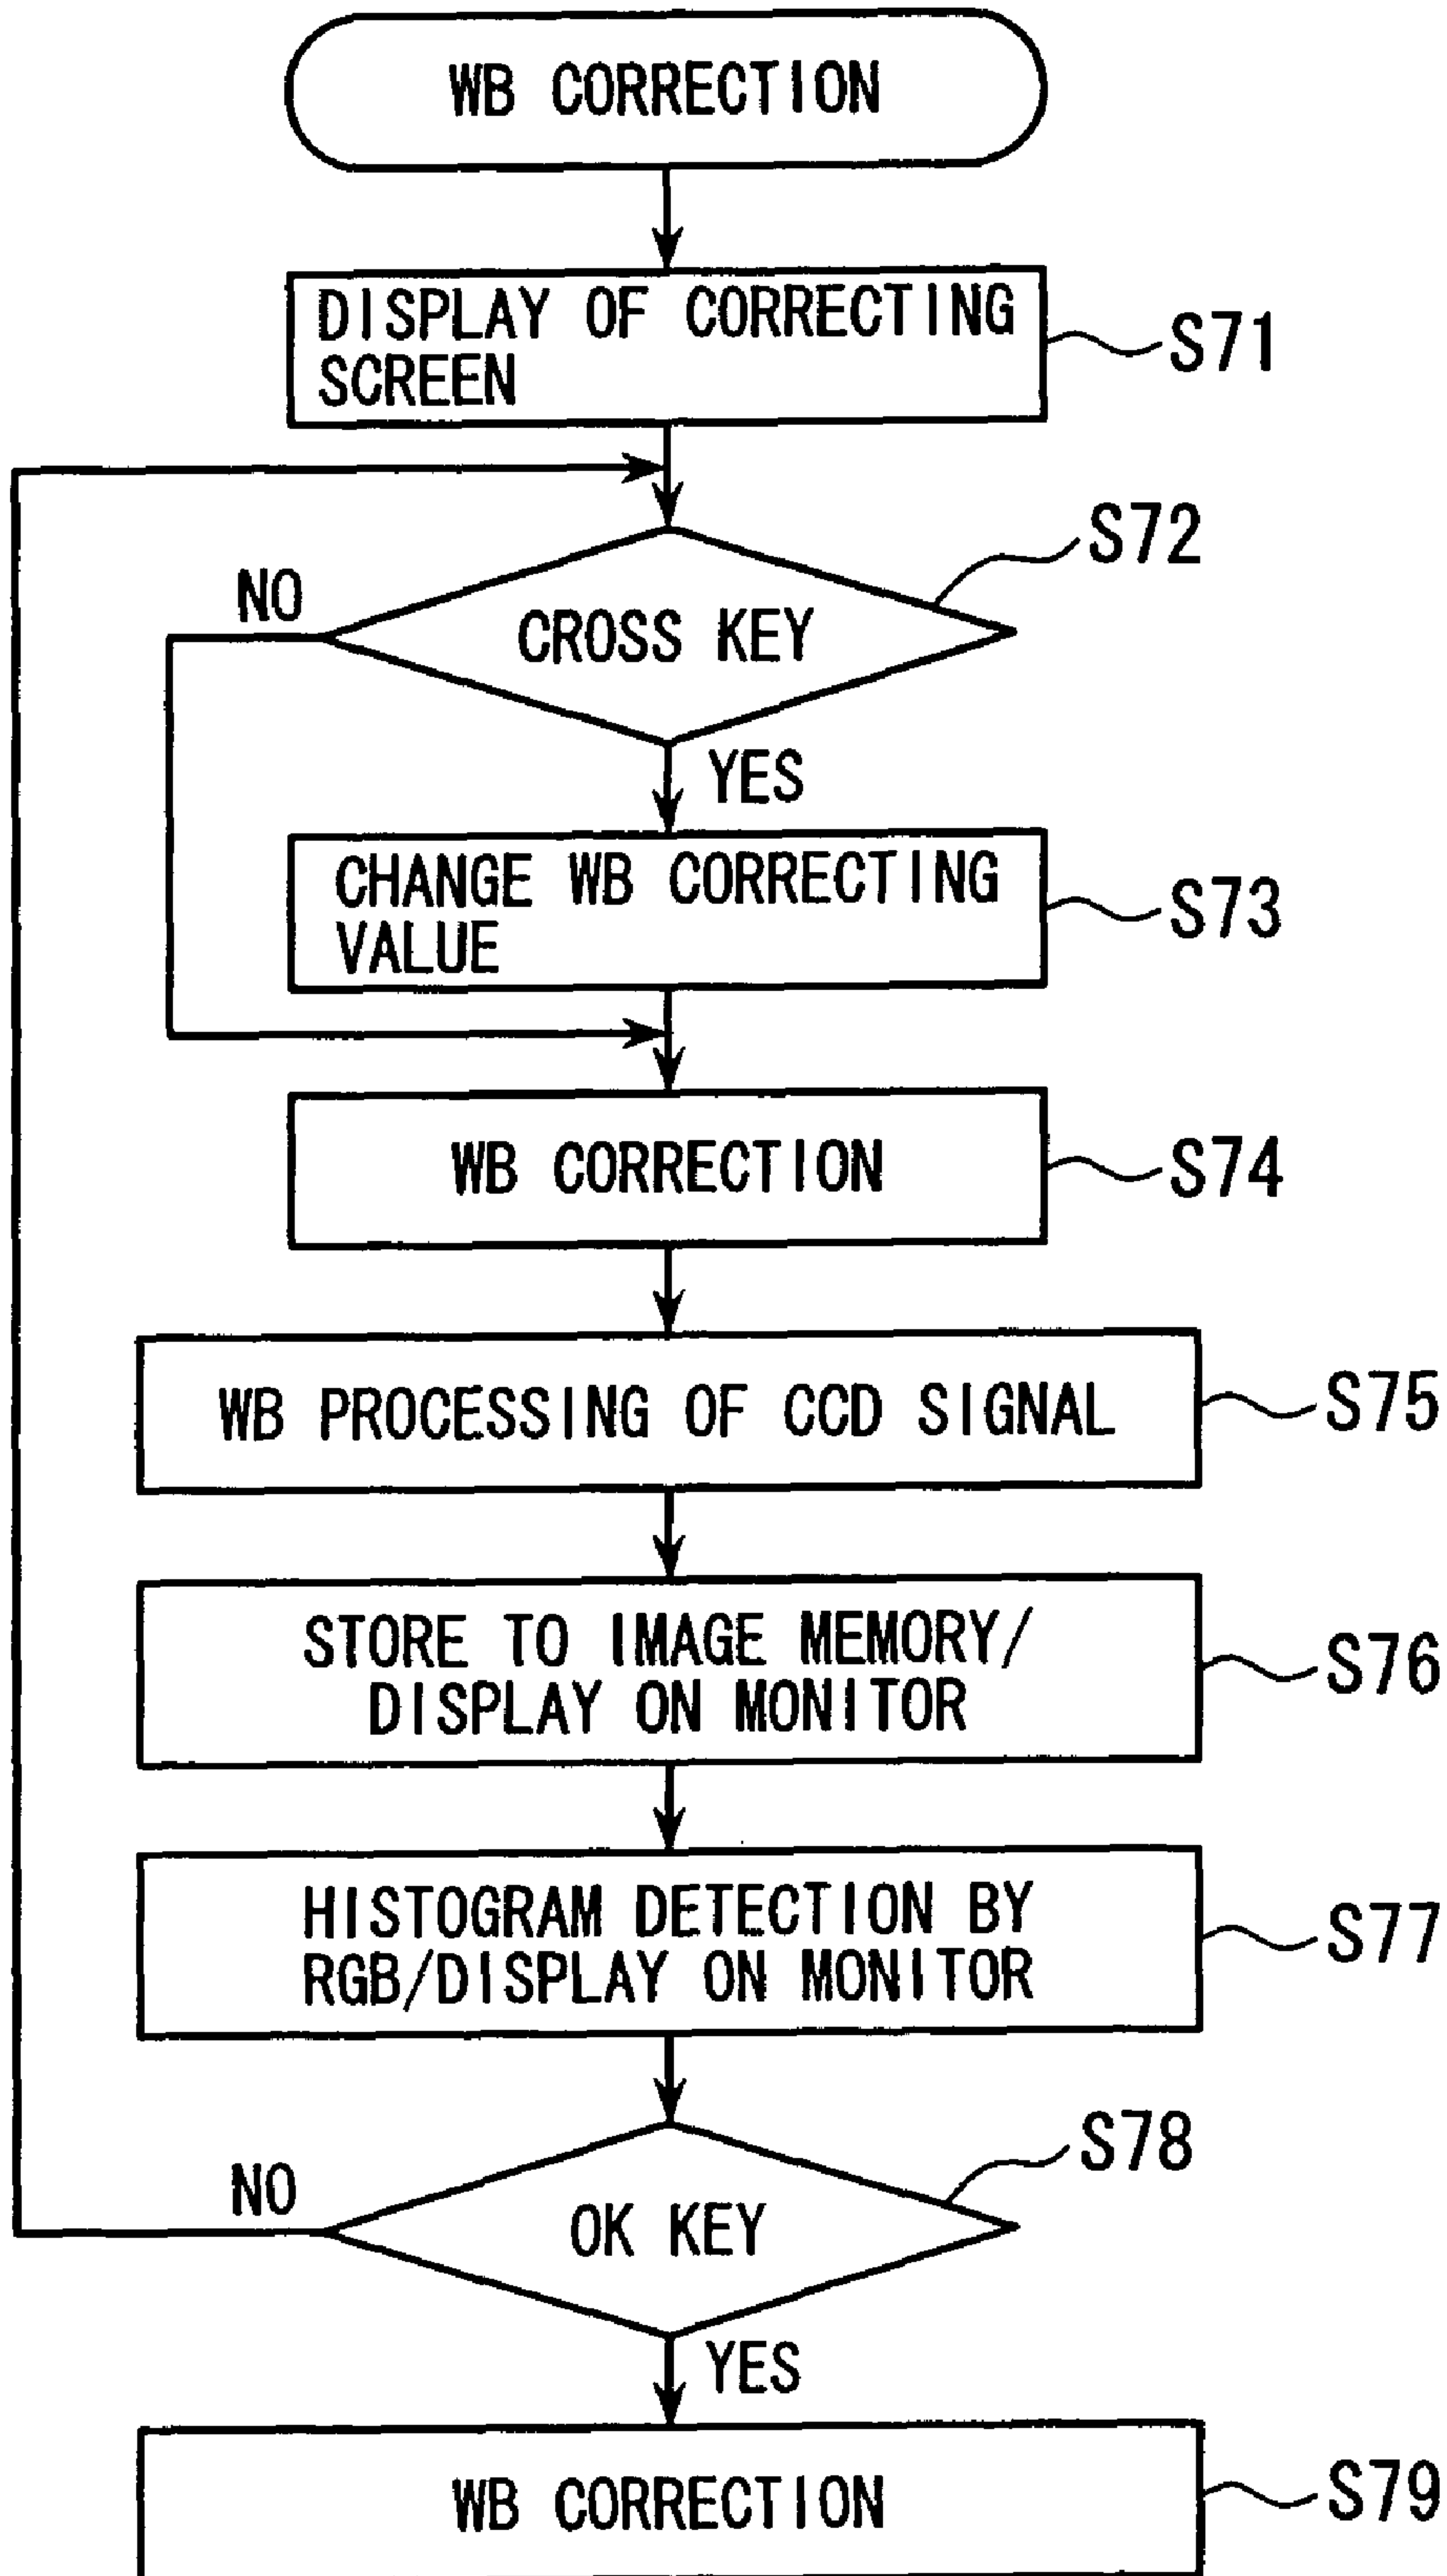 WB CORRECTION
DISPLAY OF CORRECTING
SCREEN
S71
S72
NO
CROSS KEY
YES
CHANGE WB CORRECTING
VALUE
S73
WB CORRECTION
S74
WB PROCESSING OF CCD SIGNAL
S75
STORE TO IMAGE MEMORY/
DISPLAY ON MONITOR
S76
HISTOGRAM DETECTION BY
RGB/DISPLAY ON MONITOR
S77
S78
NO
OK KEY
YES
WB CORRECTION
S79